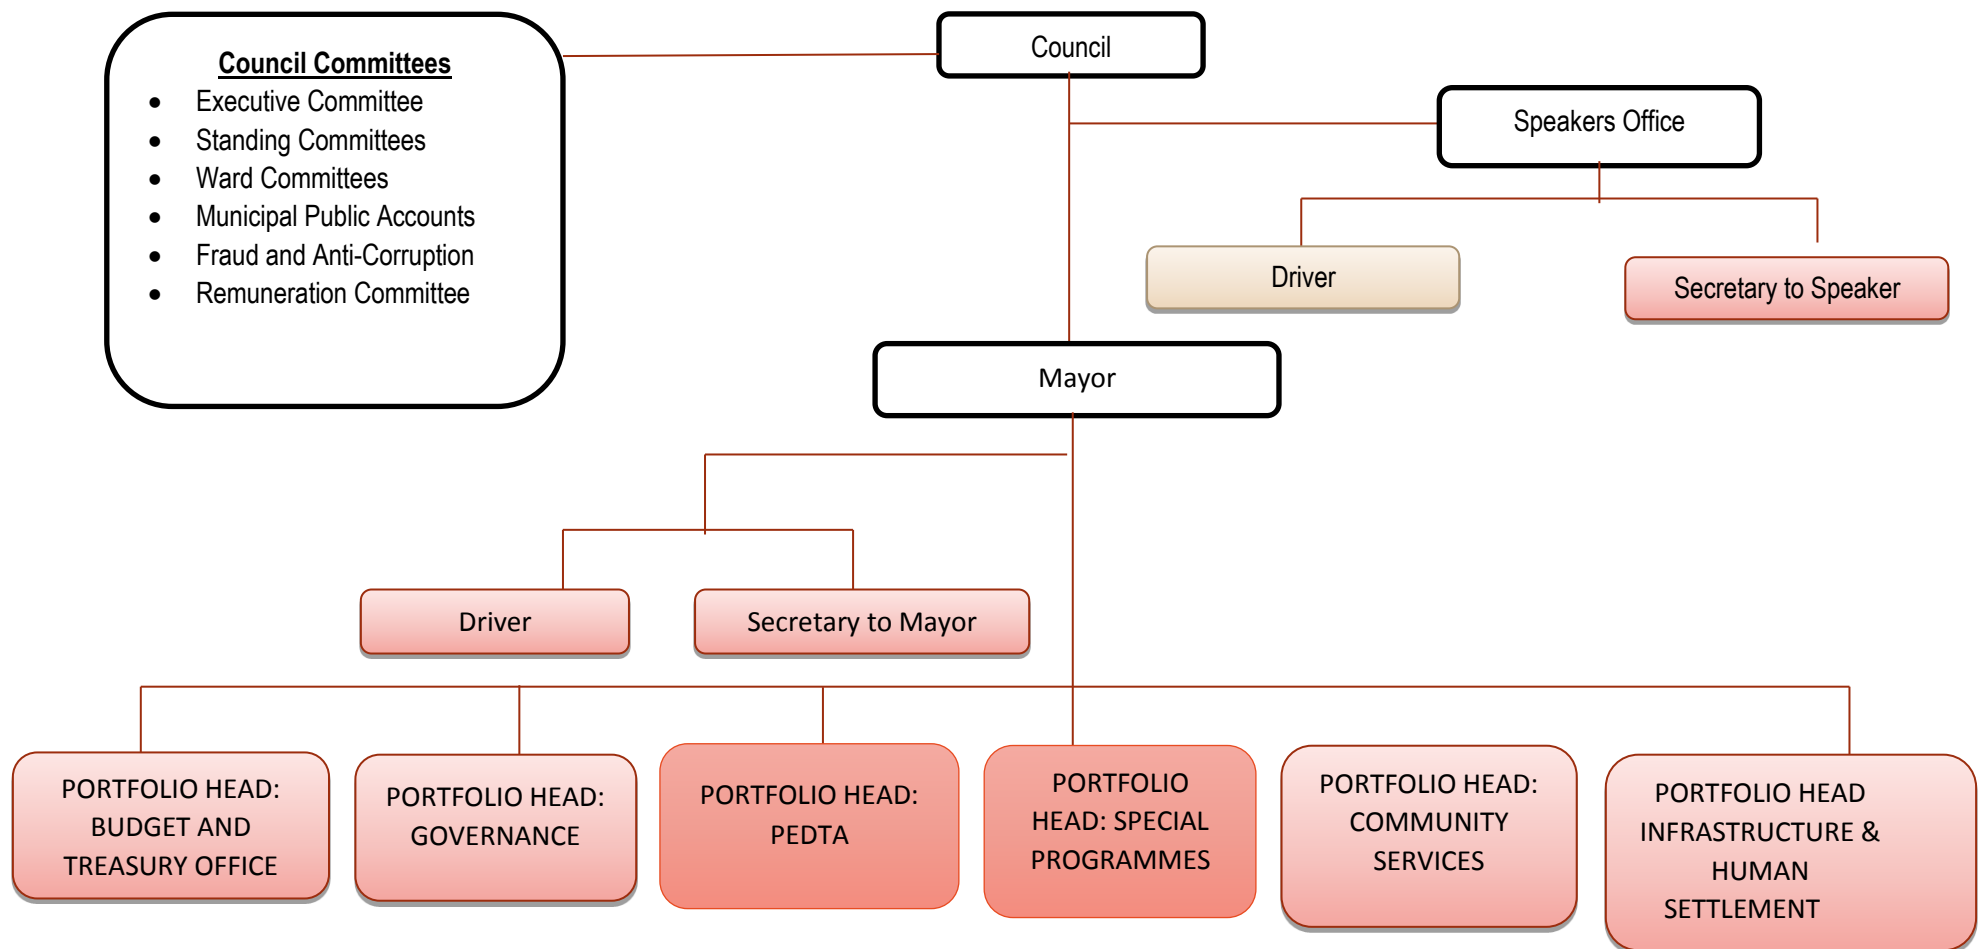 Council Committees
• Executive Committee
• Standing Committees
• Ward Committees
• Municipal Public Accounts
• Fraud and Anti-Corruption
• Remuneration Committee
Council
Speakers Office
Driver
Secretary to Speaker
Mayor
Driver
Secretary to Mayor
PORTFOLIO HEAD:
BUDGET AND
TREASURY OFFICE
PORTFOLIO HEAD:
GOVERNANCE
PORTFOLIO HEAD:
PEDTA
PORTFOLIO
HEAD: SPECIAL
PROGRAMMES
PORTFOLIO HEAD:
COMMUNITY
SERVICES
PORTFOLIO HEAD
INFRASTRUCTURE &
HUMAN
SETTLEMENT